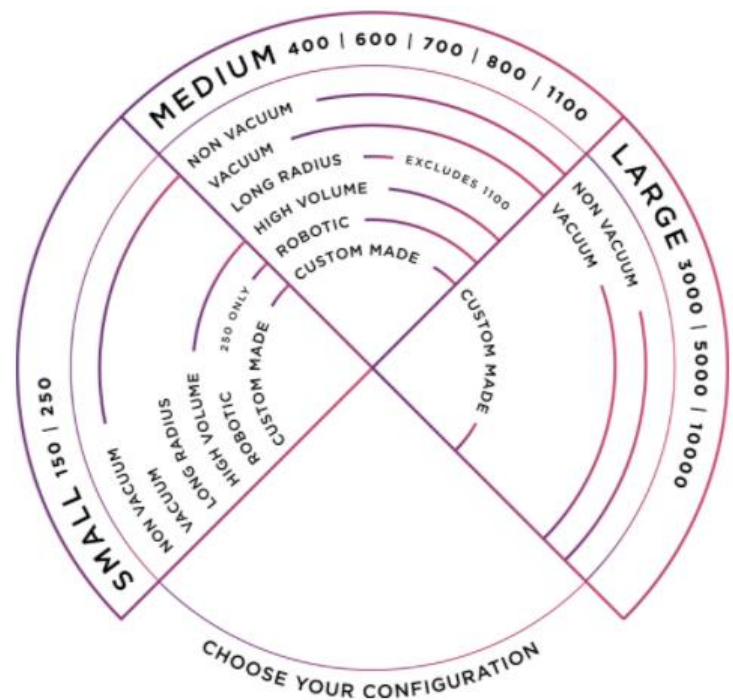 MEDIUM 400 | 600 | 700 | 800 | 1100
NON VACUUM
VACUUM
LONG RADIUS EXCLUDES 1100
HIGH VOLUME
ROBOTIC
CUSTOM MADE
LARGE 3000 | 5000 | 10000
NON VACUUM
VACUUM
CUSTOM MADE
SMALL 150 | 250
NON VACUUM
VACUUM
LONG RADIUS
HIGH VOLUME
ROBOTIC 250 ONLY
CUSTOM MADE
CHOOSE YOUR CONFIGURATION